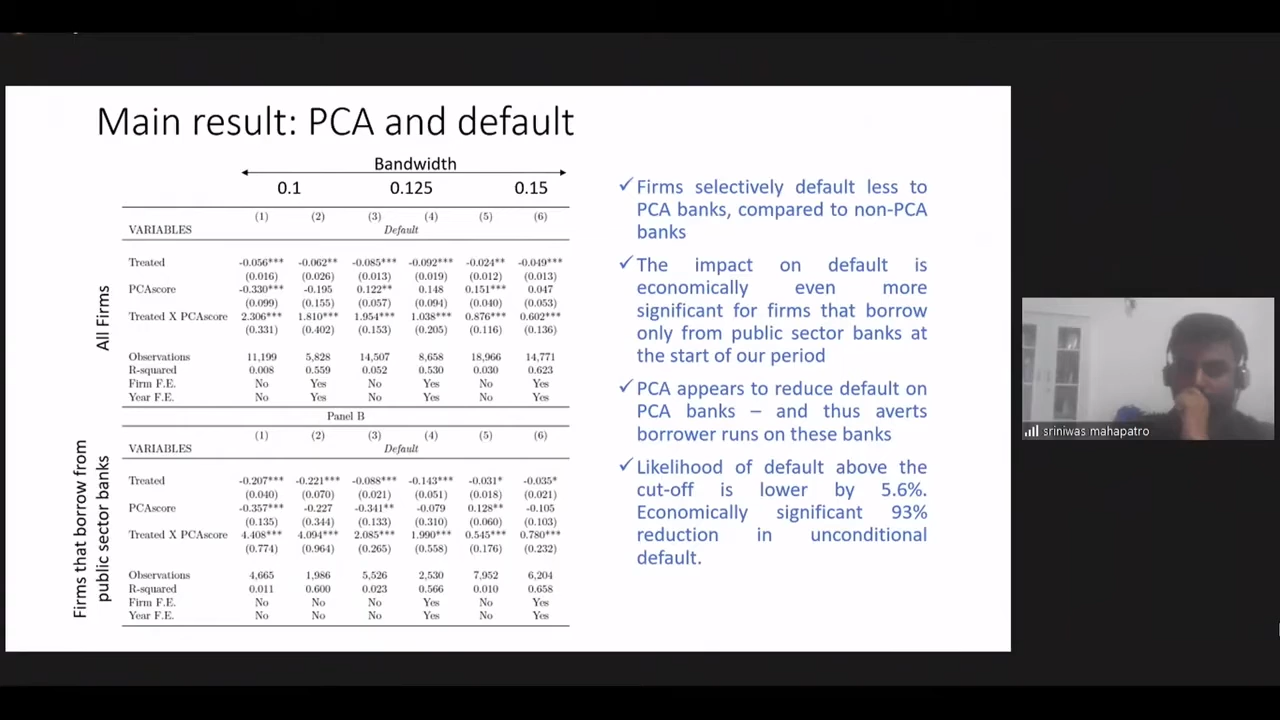 Main result: PCA and default
Bandwidth
0.1 0.125 0.15
All Firms
(1) (2) (3) (4) (5) (6)
VARIABLES Default
Treated -0.056*** -0.062** -0.085*** -0.092*** -0.024** -0.049***
(0.016) (0.026) (0.013) (0.019) (0.012) (0.013)
PCAscore -0.330*** -0.195 0.122** 0.148 0.151*** 0.047
(0.099) (0.155) (0.057) (0.094) (0.040) (0.053)
Treated X PCAscore 2.306*** 1.810*** 1.954*** 1.038*** 0.876*** 0.602***
(0.331) (0.402) (0.153) (0.205) (0.116) (0.136)
Observations 11,199 5,828 14,507 8,658 18,966 14,771
R-squared 0.008 0.559 0.052 0.530 0.030 0.623
Firm F.E. No Yes No Yes No Yes
Year F.E. No Yes No Yes No Yes
Panel B
Firms that borrow from
public sector banks
(1) (2) (3) (4) (5) (6)
VARIABLES Default
Treated -0.207*** -0.221*** -0.088*** -0.143*** -0.031* -0.035*
(0.040) (0.070) (0.021) (0.051) (0.018) (0.021)
PCAscore -0.357*** -0.227 -0.341** -0.079 0.128** -0.105
(0.135) (0.344) (0.133) (0.310) (0.060) (0.103)
Treated X PCAscore 4.408*** 4.094*** 2.085*** 1.990*** 0.545*** 0.780***
(0.774) (0.964) (0.265) (0.558) (0.176) (0.232)
Observations 4,665 1,986 5,526 2,530 7,952 6,204
R-squared 0.011 0.600 0.023 0.566 0.010 0.658
Firm F.E. No No No Yes No Yes
Year F.E. No No No Yes No Yes
✓Firms selectively default less to
PCA banks, compared to non-PCA
banks
✓The impact on default is
economically even more
significant for firms that borrow
only from public sector banks at
the start of our period
✓PCA appears to reduce default on
PCA banks – and thus averts
borrower runs on these banks
✓Likelihood of default above the
cut-off is lower by 5.6%.
Economically significant 93%
reduction in unconditional
default.
sriniwas mahapatro